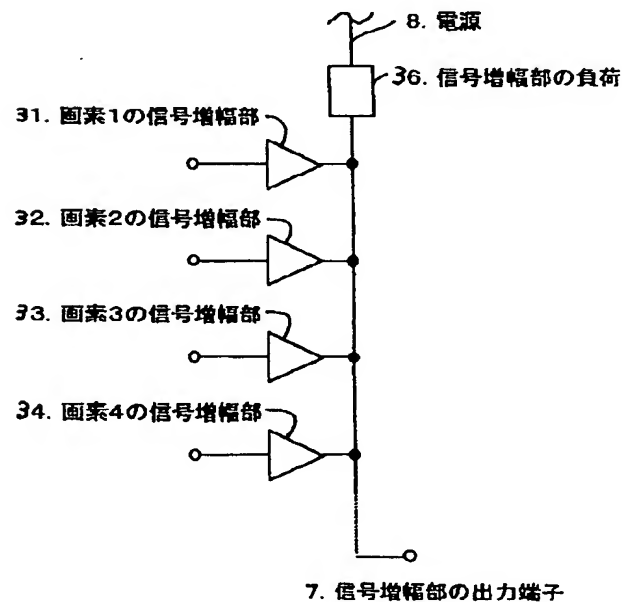 8. 電源
36. 信号増幅部の負荷
31. 画素1の信号増幅部
32. 画素2の信号増幅部
33. 画素3の信号増幅部
34. 画素4の信号増幅部
7. 信号増幅部の出力端子